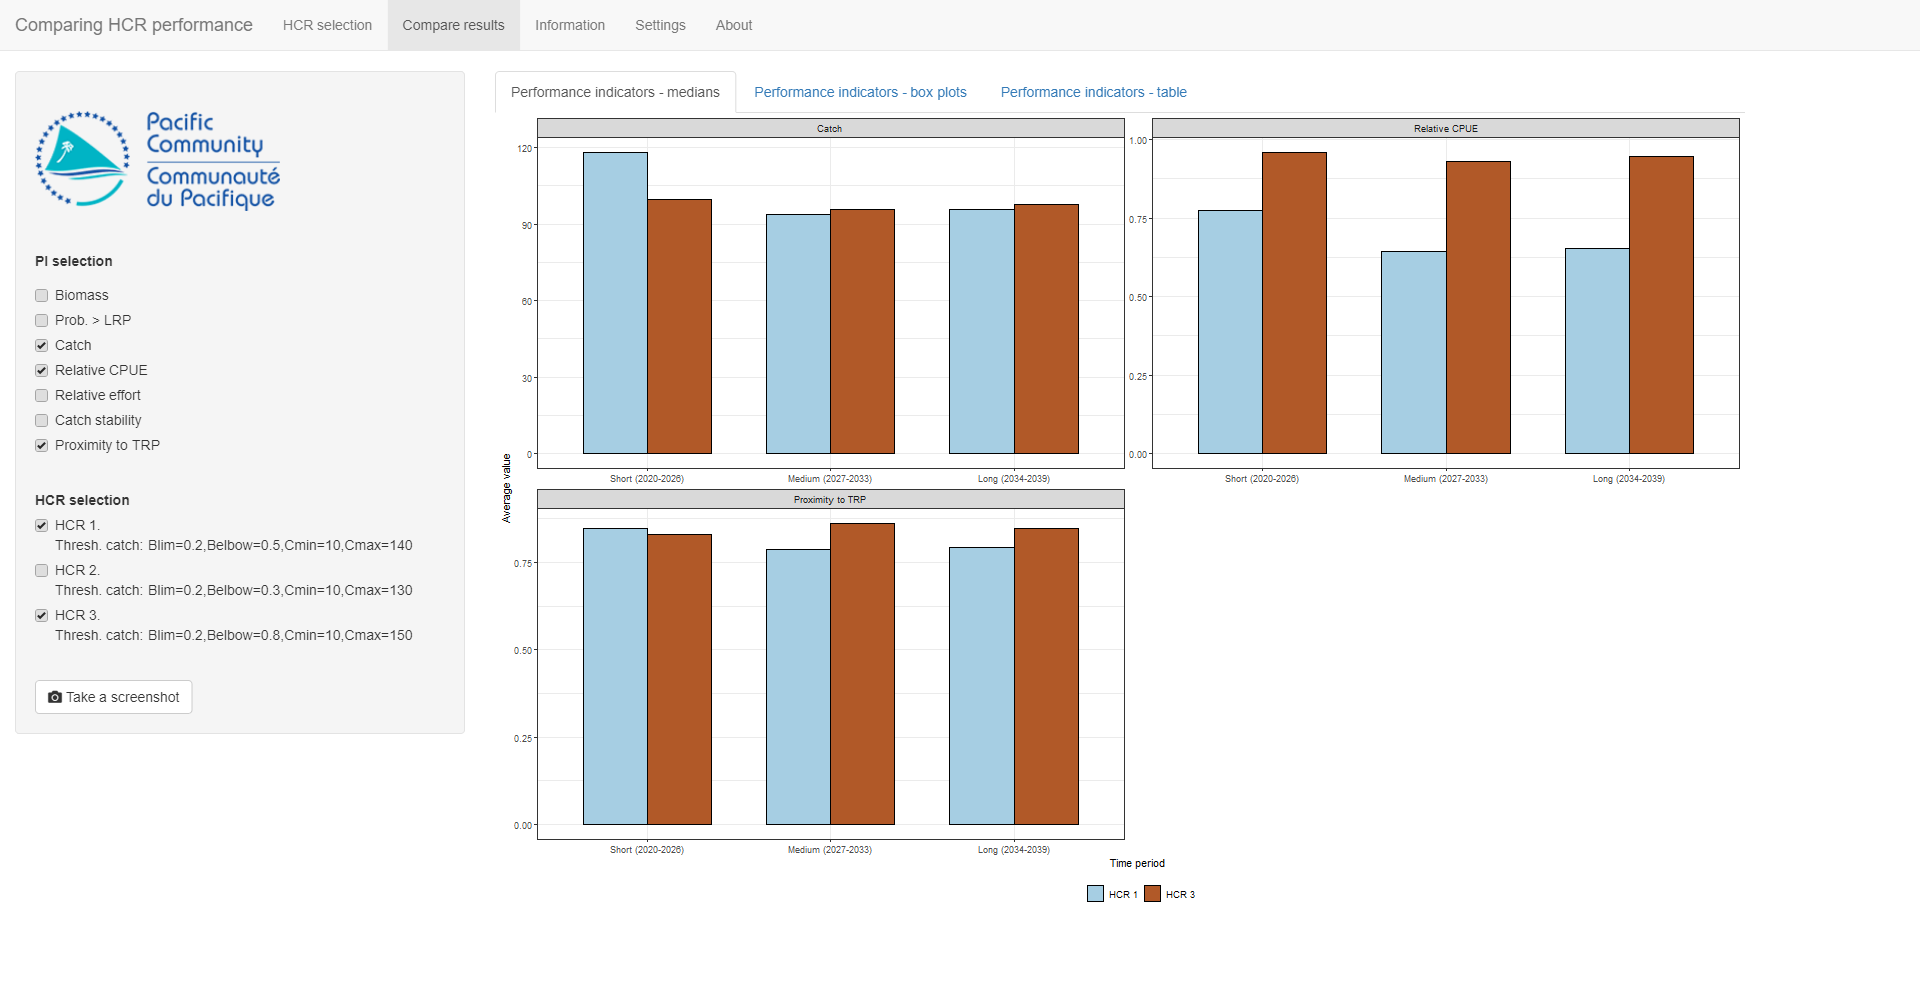 Comparing HCR performance
HCR selection
Compare results
Information
Settings
About
Pacific
Community
Communauté
du Pacifique
PI selection
Biomass
Prob. > LRP
Catch
Relative CPUE
Relative effort
Catch stability
Proximity to TRP
HCR selection
HCR 1.
Thresh. catch: Blim=0.2,Belbow=0.5,Cmin=10,Cmax=140
HCR 2.
Thresh. catch: Blim=0.2,Belbow=0.3,Cmin=10,Cmax=130
HCR 3.
Thresh. catch: Blim=0.2,Belbow=0.8,Cmin=10,Cmax=150
Take a screenshot
Performance indicators - medians
Performance indicators - box plots
Performance indicators - table
Catch
120
90
60
30
0
Short (2020-2026)
Medium (2027-2033)
Long (2034-2039)
Relative CPUE
1.00
0.75
0.50
0.25
0.00
Short (2020-2026)
Medium (2027-2033)
Long (2034-2039)
Average value
Proximity to TRP
0.75
0.50
0.25
0.00
Short (2020-2026)
Medium (2027-2033)
Long (2034-2039)
Time period
HCR 1
HCR 3